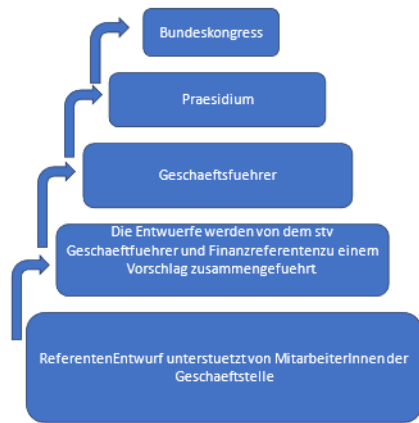 Bundeskongress
Praesidium
Geschaeftsfuehrer
Die Entwuerfe werden von dem stv
Geschaeftfuehrer und Finanzreferentenzu einem
Vorschlag zusammengefuehrt
ReferentenEntwurf unterstuetzt von MitarbeiterInnen der
Geschaeftstelle